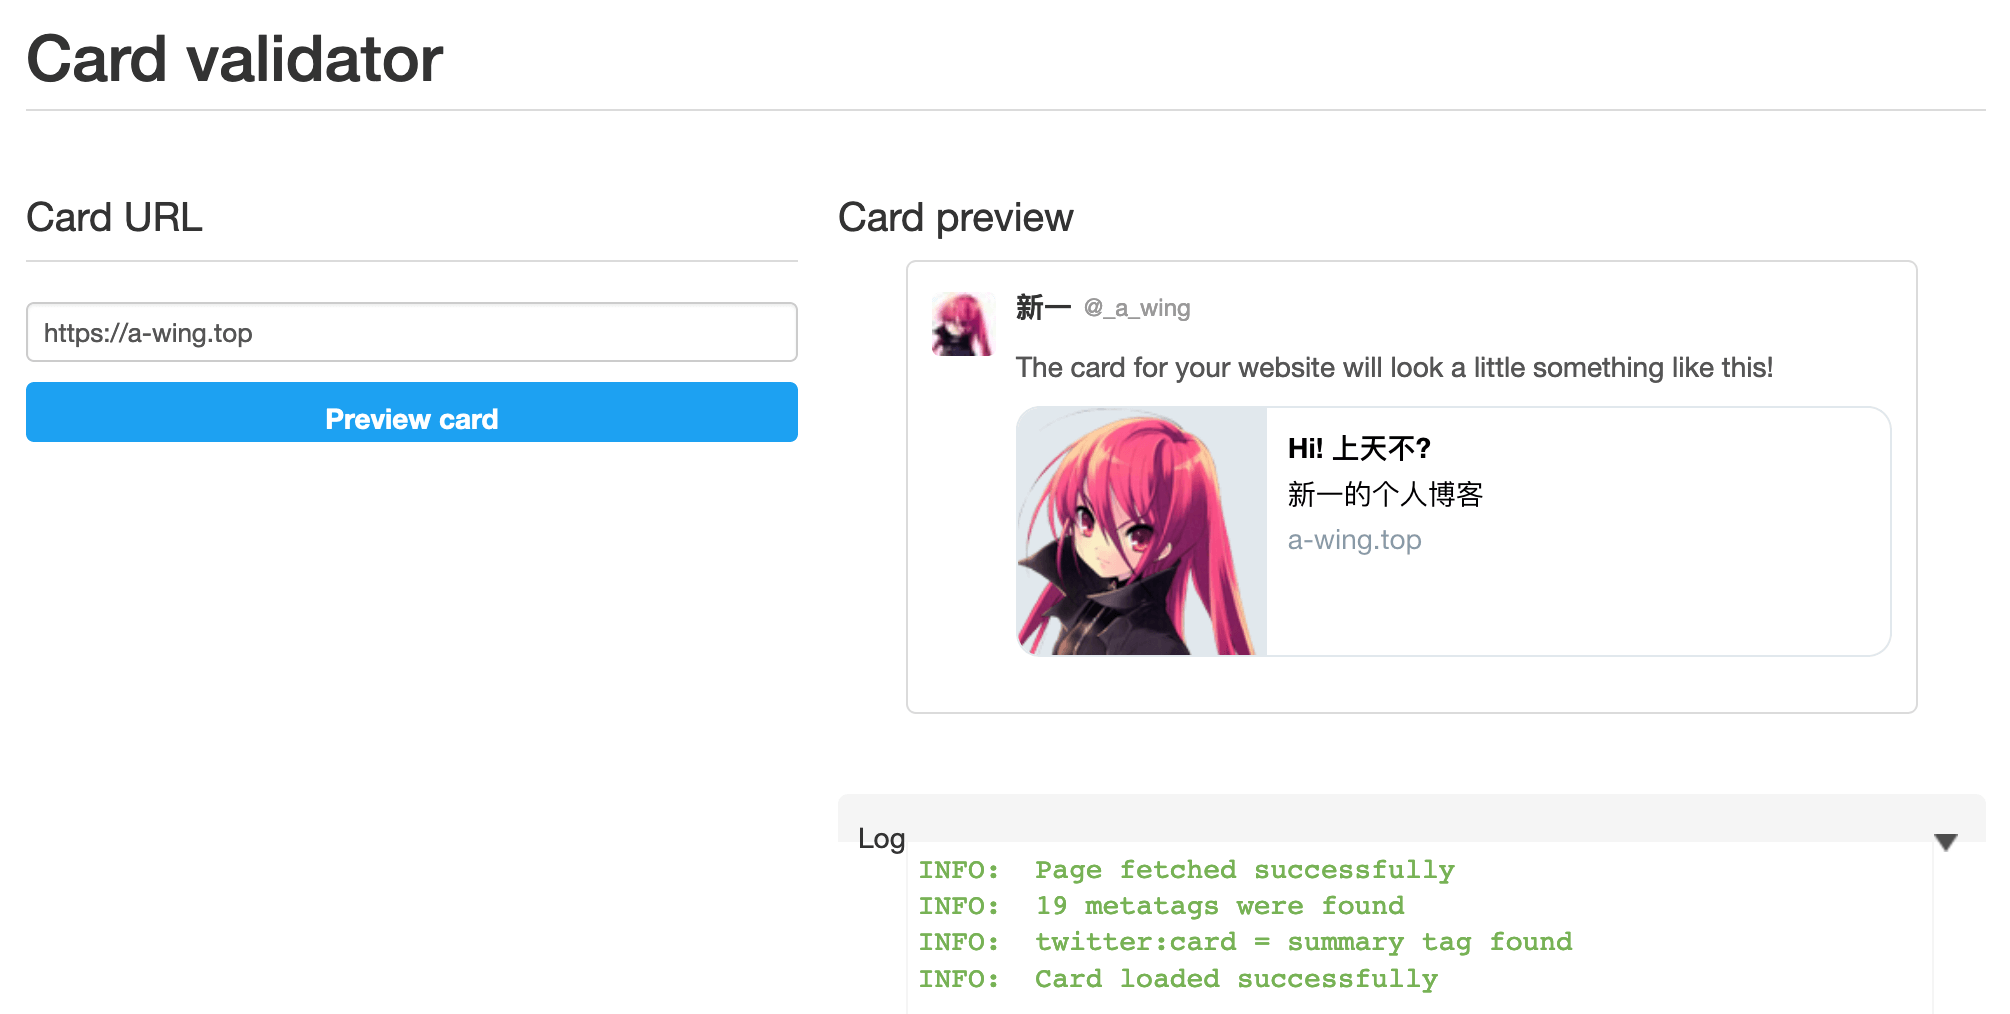 Card validator
Card URL
https://a-wing.top
Preview card
Card preview
新一 @_a_wing
The card for your website will look a little something like this!
Hi! 上天不?
新一的个人博客
a-wing.top
Log
INFO: Page fetched successfully
INFO: 19 metatags were found
INFO: twitter:card = summary tag found
INFO: Card loaded successfully